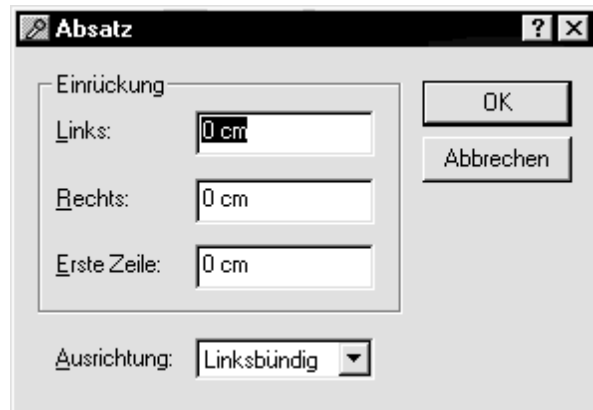 Absatz
Einrückung
Links: 0 cm
Rechts: 0 cm
Erste Zeile: 0 cm
Ausrichtung: Linksbündig
OK
Abbrechen